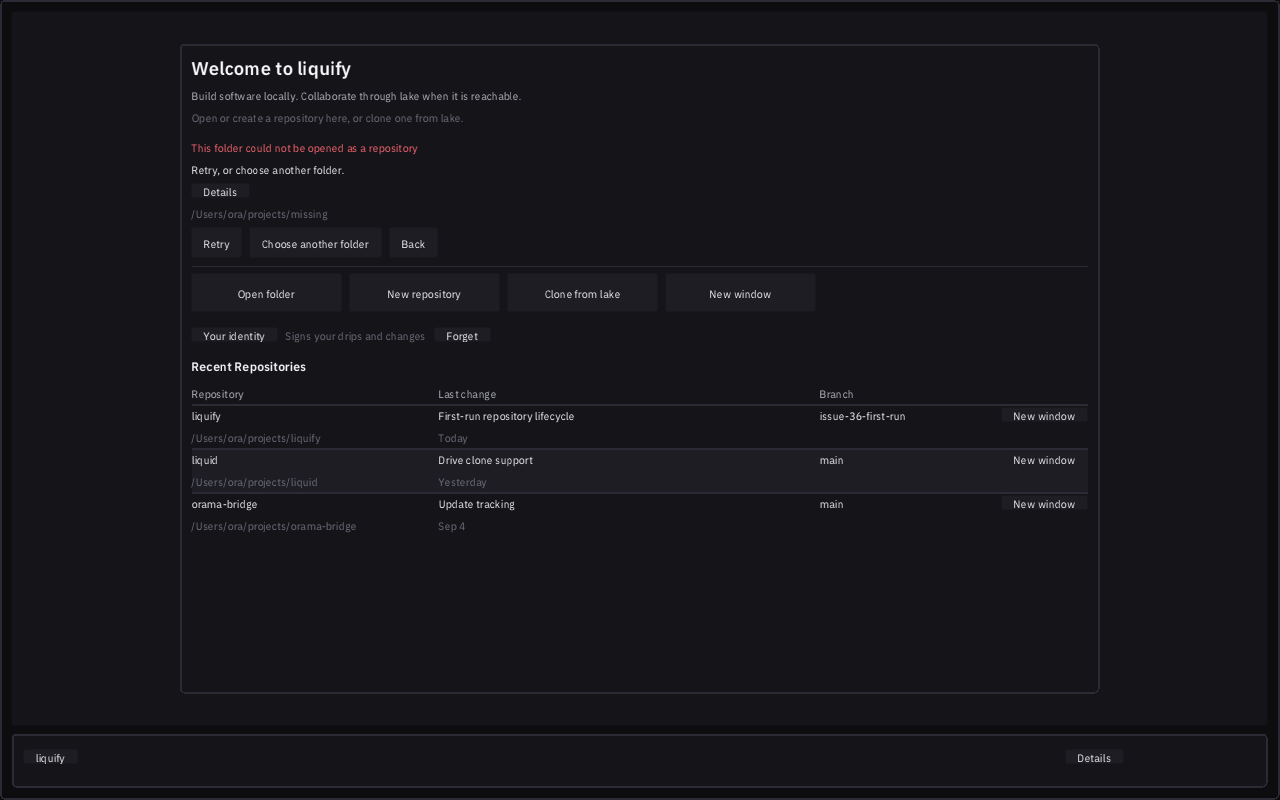 Welcome to liquify
Build software locally. Collaborate through lake when it is reachable.
Open or create a repository here, or clone one from lake.
This folder could not be opened as a repository
Retry, or choose another folder.
Details
/Users/ora/projects/missing
Retry Choose another folder Back
Open folder New repository Clone from lake New window
Your identity Signs your drips and changes Forget
Recent Repositories
Repository Last change Branch
liquify First-run repository lifecycle issue-36-first-run New window
/Users/ora/projects/liquify Today
liquid Drive clone support main New window
/Users/ora/projects/liquid Yesterday
orama-bridge Update tracking main New window
/Users/ora/projects/orama-bridge Sep 4
liquify Details